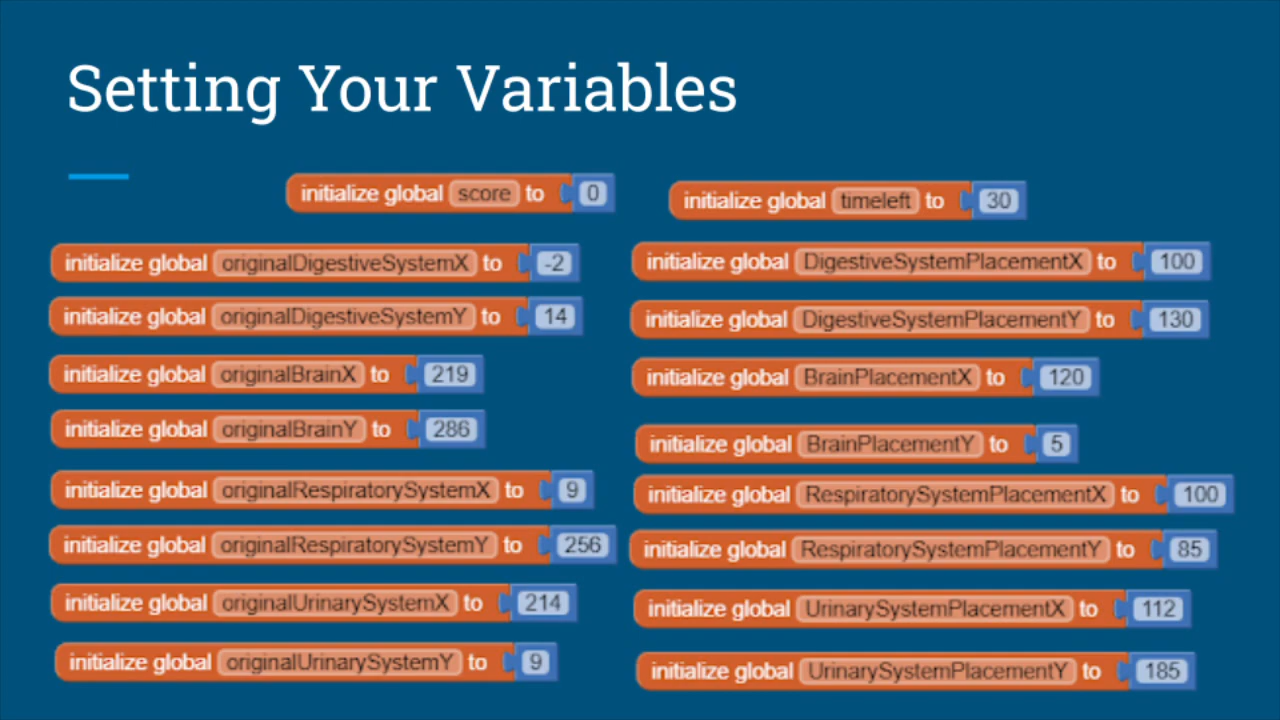 Setting Your Variables
initialize global score to 0
initialize global timeleft to 30
initialize global originalDigestiveSystemX to -2
initialize global originalDigestiveSystemY to 14
initialize global originalBrainX to 219
initialize global originalBrainY to 286
initialize global originalRespiratorySystemX to 9
initialize global originalRespiratorySystemY to 256
initialize global originalUrinarySystemX to 214
initialize global originalUrinarySystemY to 9
initialize global DigestiveSystemPlacementX to 100
initialize global DigestiveSystemPlacementY to 130
initialize global BrainPlacementX to 120
initialize global BrainPlacementY to 5
initialize global RespiratorySystemPlacementX to 100
initialize global RespiratorySystemPlacementY to 85
initialize global UrinarySystemPlacementX to 112
initialize global UrinarySystemPlacementY to 185